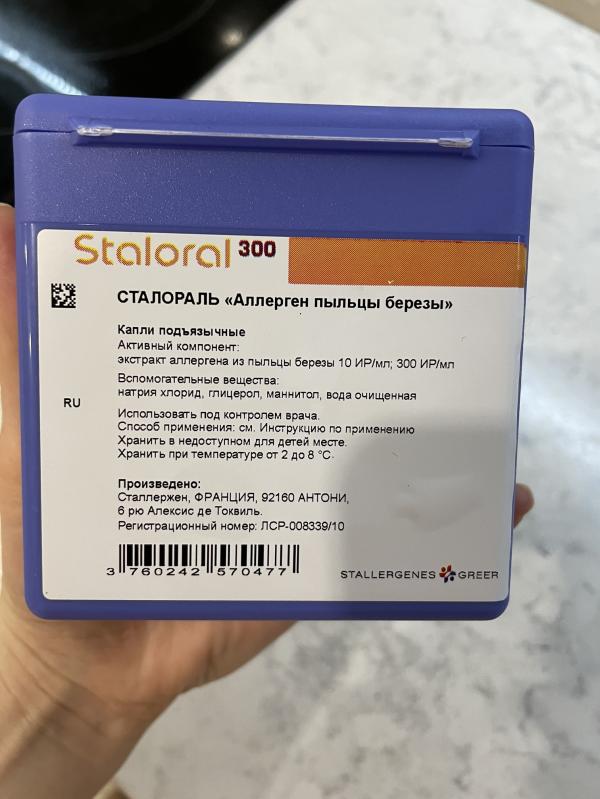 Staloral 300
СТАЛОРАЛЬ «Аллерген пыльцы березы»
Капли подъязычные
Активный компонент:
экстракт аллергена из пыльцы березы 10 ИР/мл; 300 ИР/мл
Вспомогательные вещества:
натрия хлорид, глицерол, маннитол, вода очищенная
RU
Использовать под контролем врача.
Способ применения: см. Инструкцию по применению
Хранить в недоступном для детей месте.
Хранить при температуре от 2 до 8 °C.
Произведено:
Сталлержен, ФРАНЦИЯ, 92160 АНТОНИ,
6 рю Алексис де Токвиль.
Регистрационный номер: ЛСР-008339/10
3 760242 570477
STALLERGENES GREER